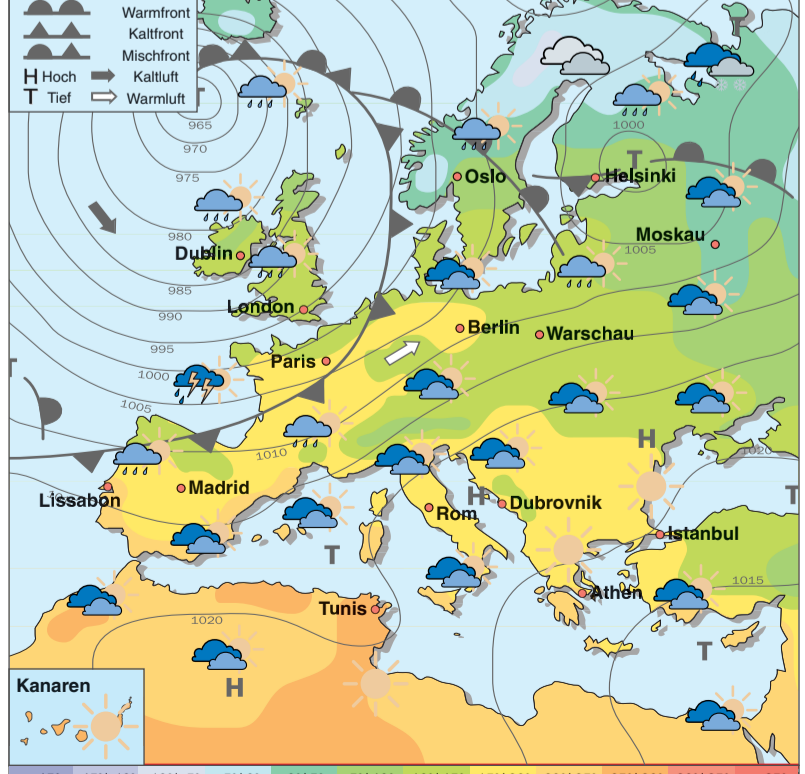 Warmfront
Kaltfront
Mischfront
H Hoch Kaltluft
T Tief Warmluft
T
T
965
970
975
980
985
990
995
1000
1005
1010
1000
T
1005
Oslo
Helsinki
Moskau
Dublin
London
Berlin
Warschau
Paris
T
H
1020
T
Lissabon
Madrid
H
Dubrovnik
Rom
Istanbul
T
1015
Athen
Tunis
1020
T
H
Kanaren